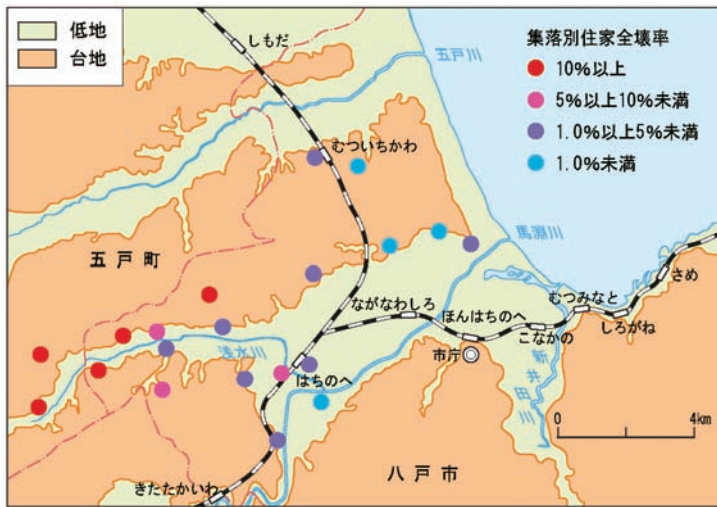 低地
台地
しもだ
五戸川
集落別住家全壊率
10%以上
5%以上10%未満
1.0%以上5%未満
1.0%未満
むついちかわ
馬淵川
五戸町
ながなわしろ
ほんはちのへ
むつみなと
さめ
しろがね
こなかの
市庁
浅水川
はちのへ
新井田川
0 4km
八戸市
きたたかいわ